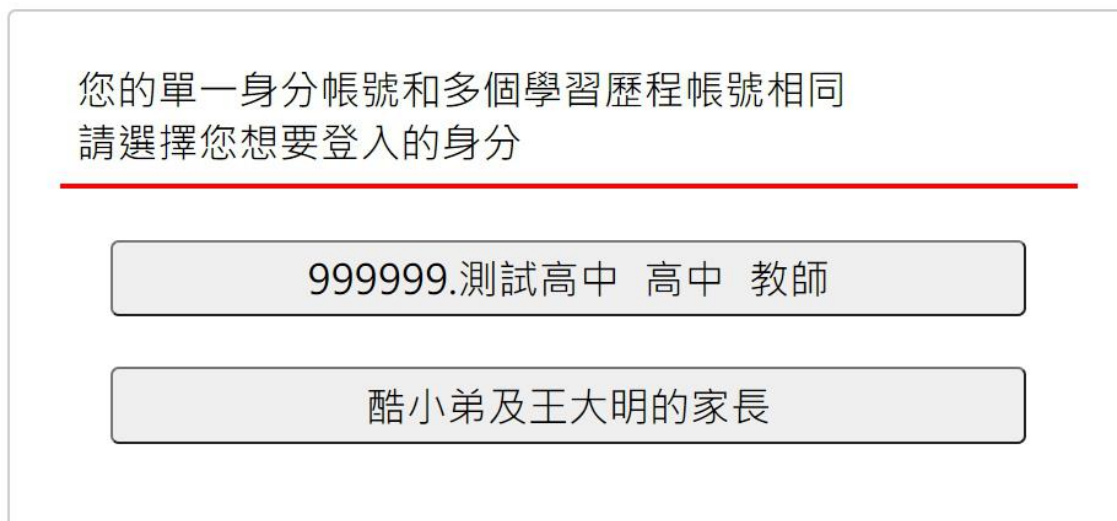 您的單一身分帳號和多個學習歷程帳號相同
請選擇您想要登入的身分
999999.測試高中 高中 教師
酷小弟及王大明的家長